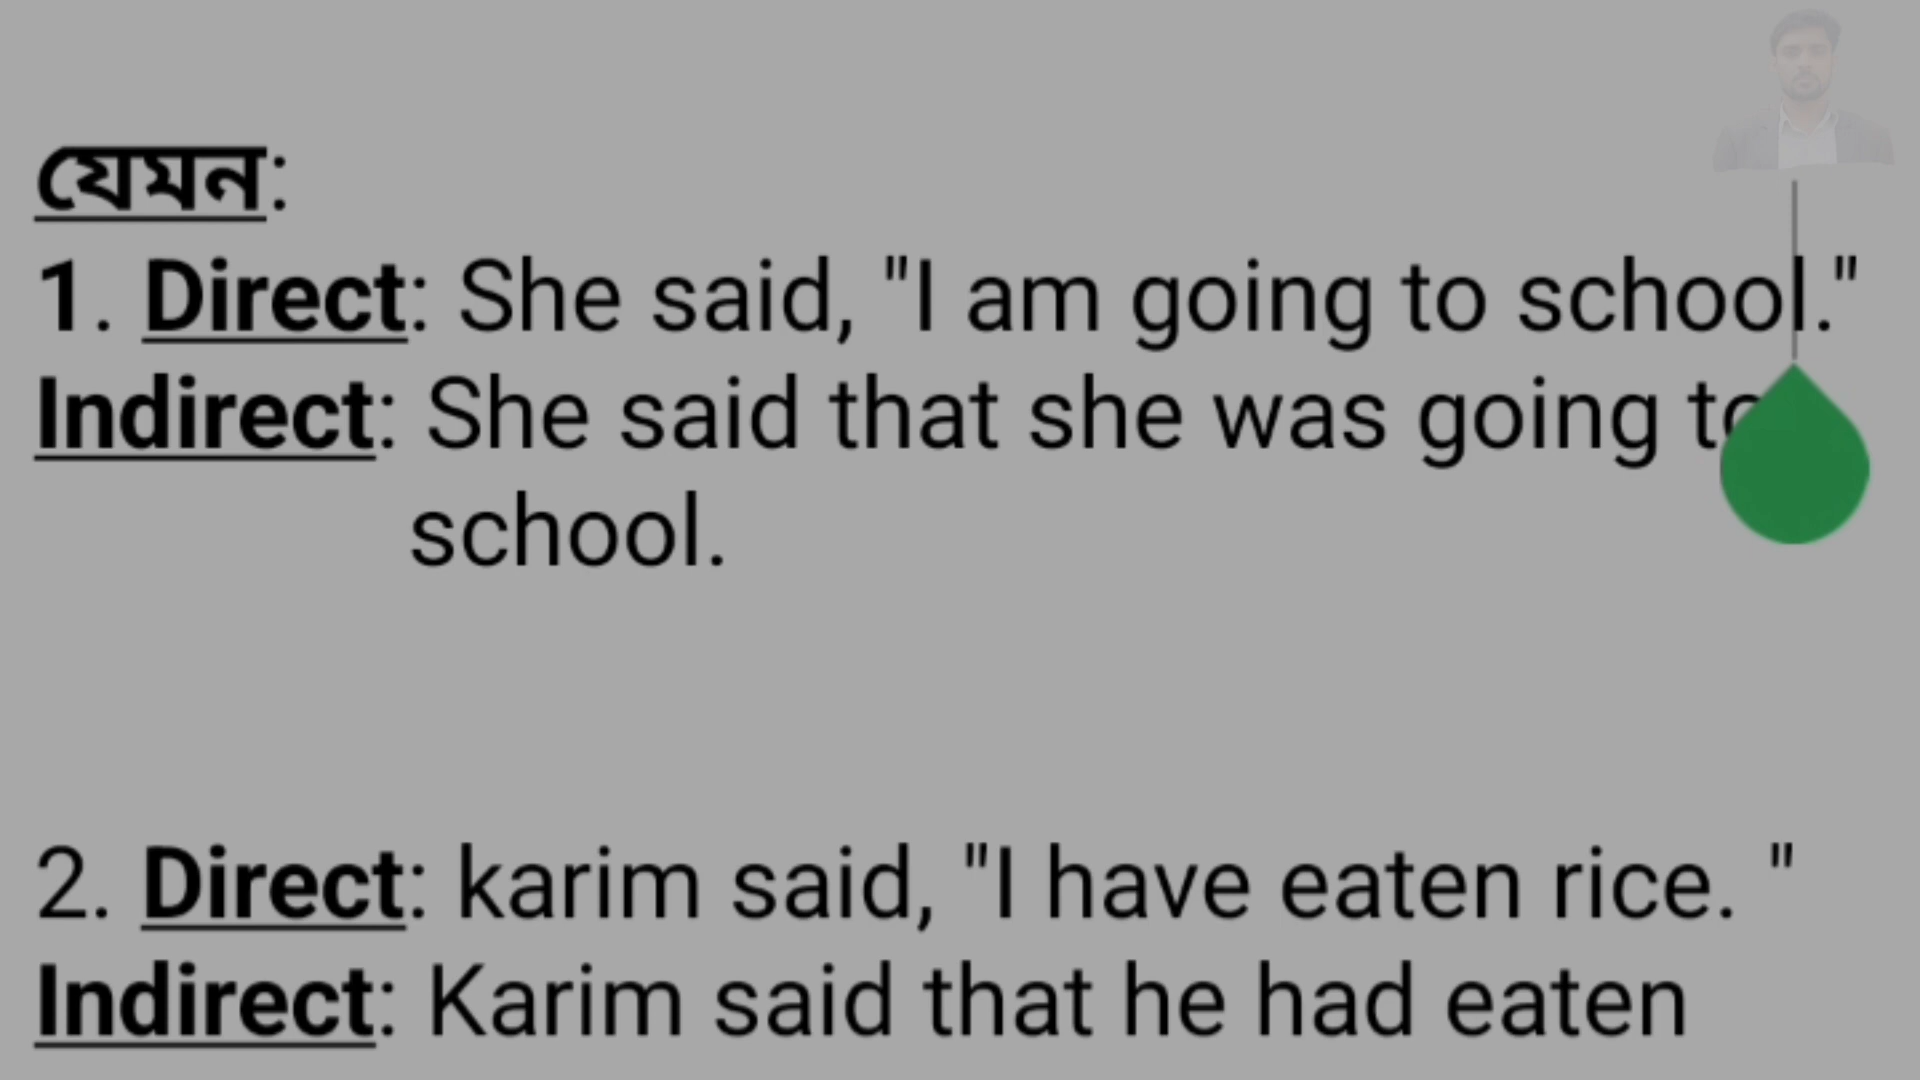 যেমন:
1. Direct: She said, "I am going to school."
Indirect: She said that she was going to
school.
2. Direct: karim said, "I have eaten rice. "
Indirect: Karim said that he had eaten